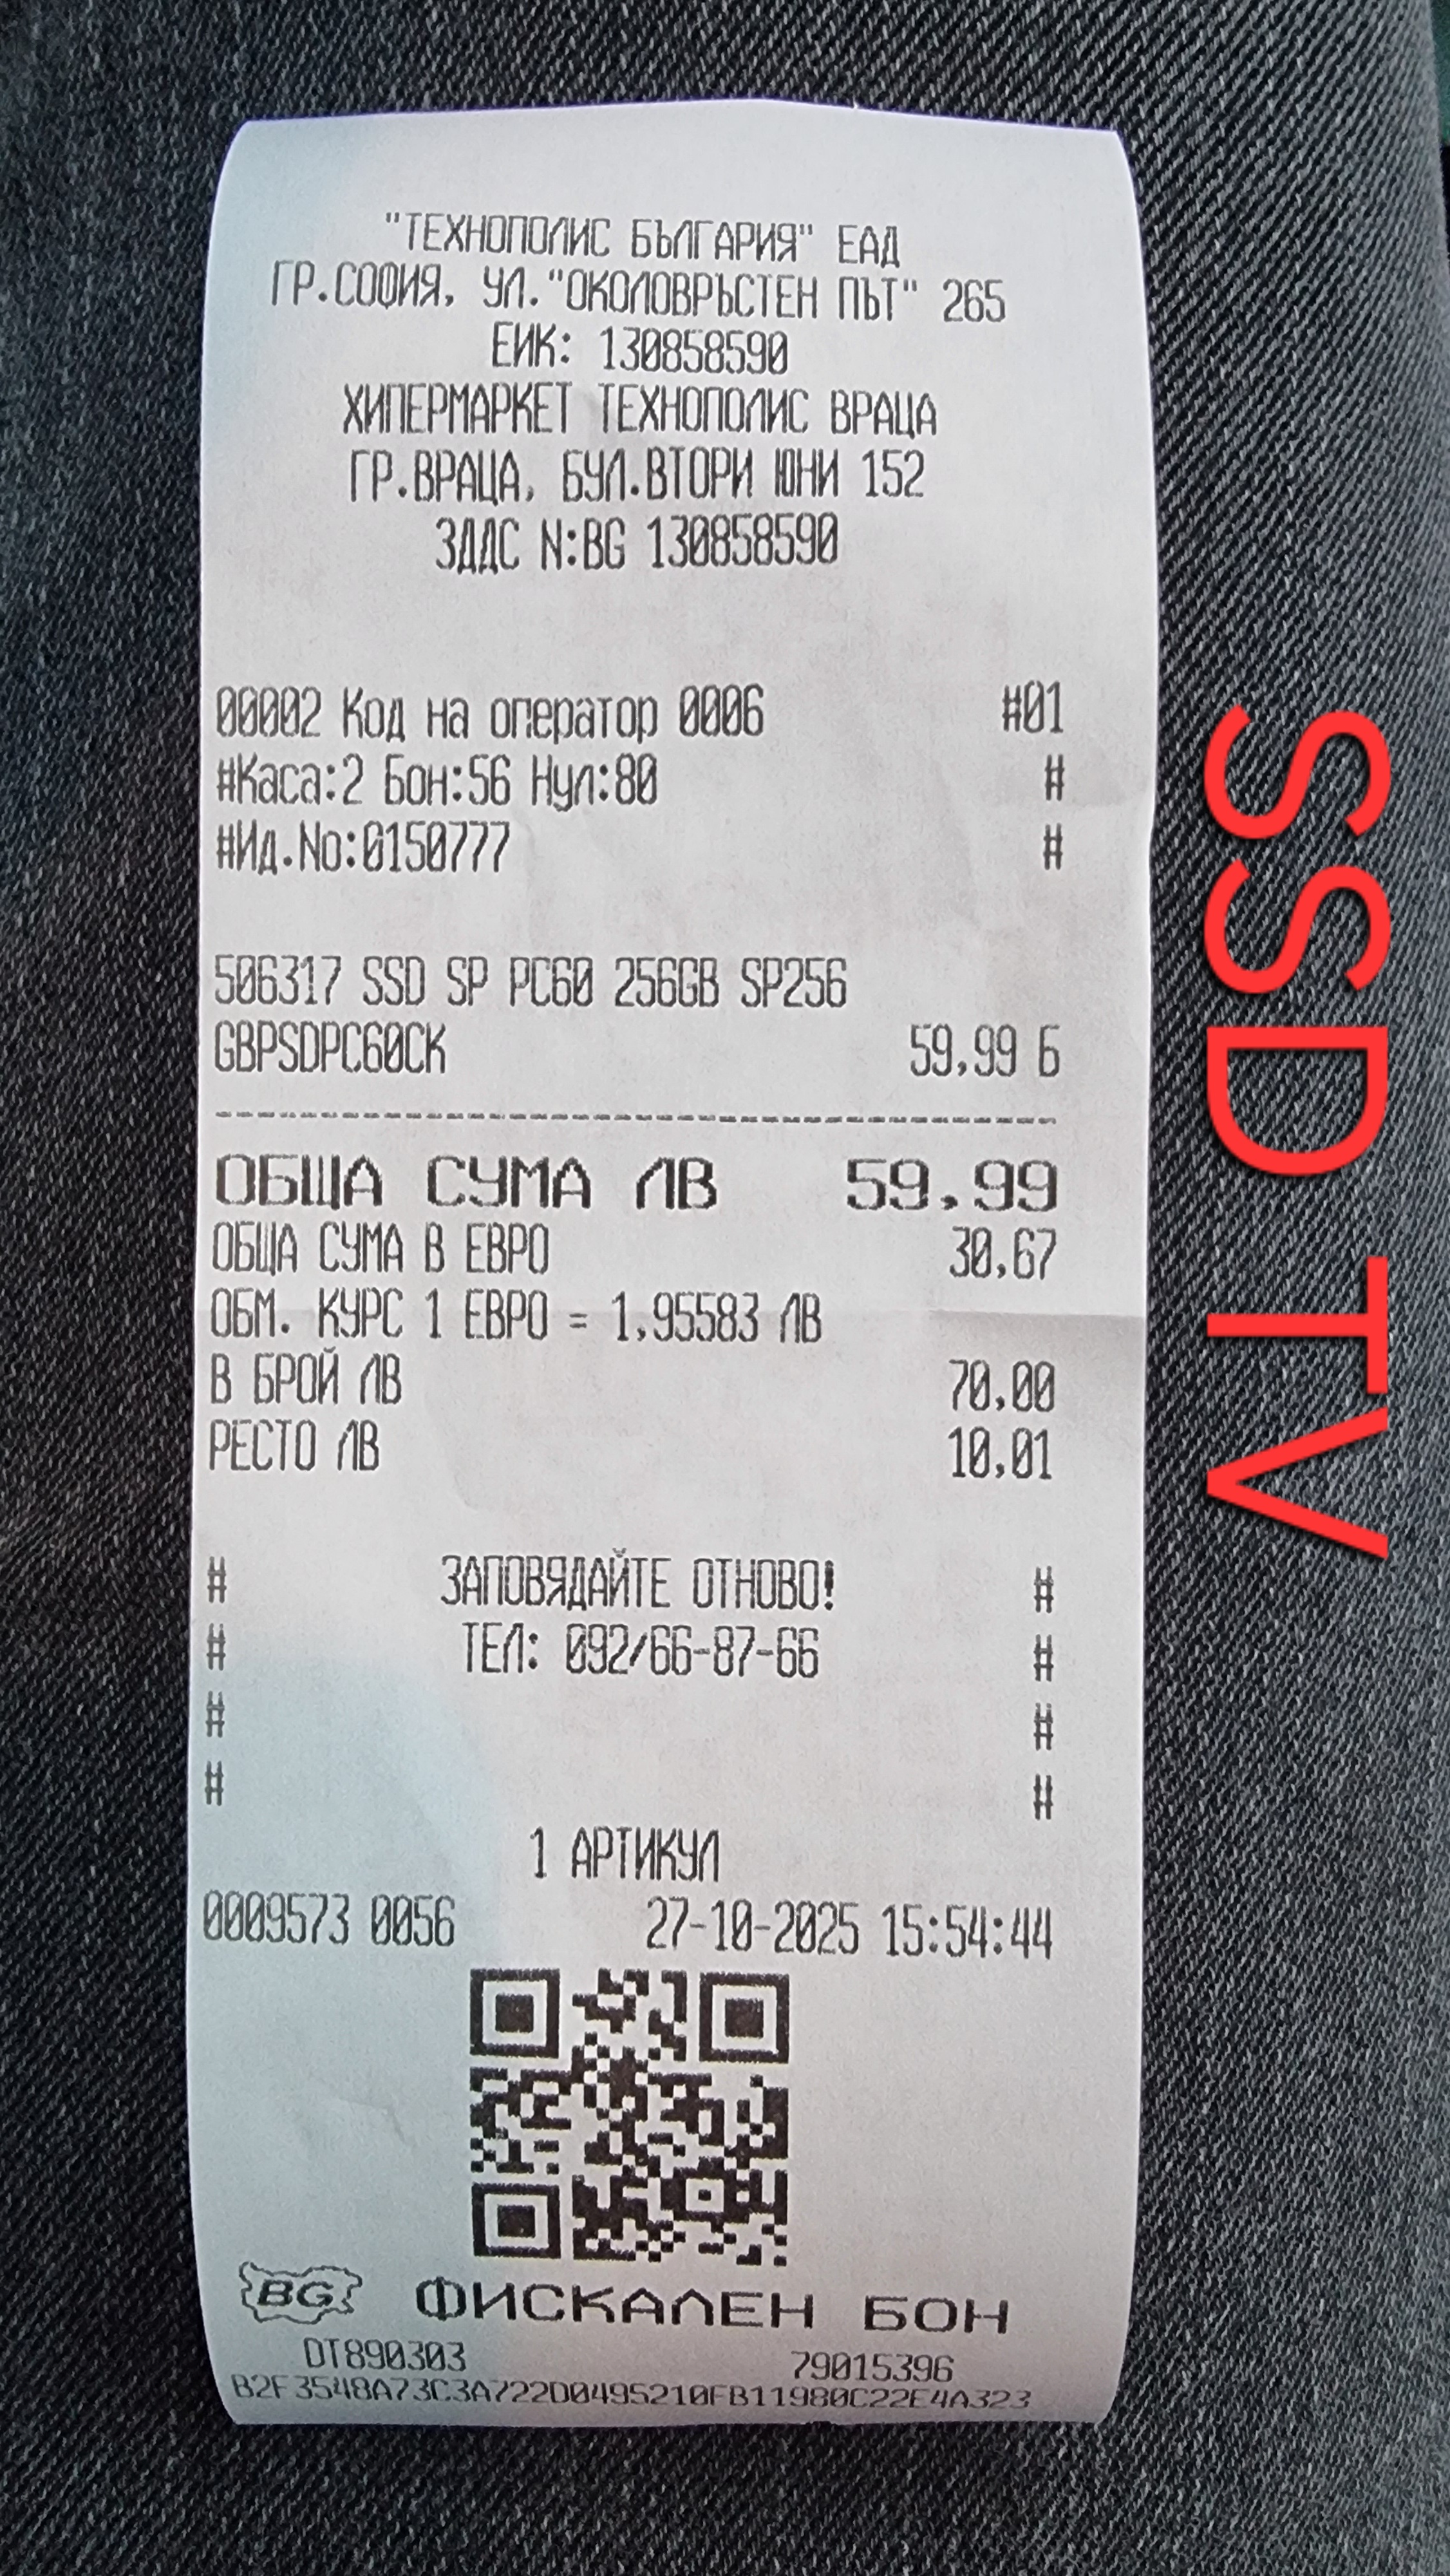 "ТЕХНОПОЛИС БЪЛГАРИЯ" ЕАД
ГР.СОФИЯ, УЛ."ОКОЛОВРЪСТЕН ПЪТ" 265
ЕИК: 130858590
ХИПЕРМАРКЕТ ТЕХНОПОЛИС ВРАЦА
ГР.ВРАЦА, БУЛ.ВТОРИ ЮНИ 152
ЗДДС N:BG 130858590
00002 Код на оператор 0006 #01
#Каса:2 Бон:56 Нул:80 #
#Ид.No:0150777 #
506317 SSD SP PC60 256GB SP256
GBPSDPC60CK 59,99 Б
ОБЩА СУМА ЛВ 59,99
ОБЩА СУМА В ЕВРО 30,67
ОБМ. КУРС 1 ЕВРО = 1,95583 ЛВ
В БРОЙ ЛВ 70,00
РЕСТО ЛВ 10,01
# ЗАПОВЯДАЙТЕ ОТНОВО! #
# ТЕЛ: 092/66-87-66 #
# #
# #
1 АРТИКУЛ
0009573 0056 27-10-2025 15:54:44
BG ФИСКАЛЕН БОН
DT890303 79015396
B2F3548A73C3A722D0495210FB11980C22E4A323
SSD TV